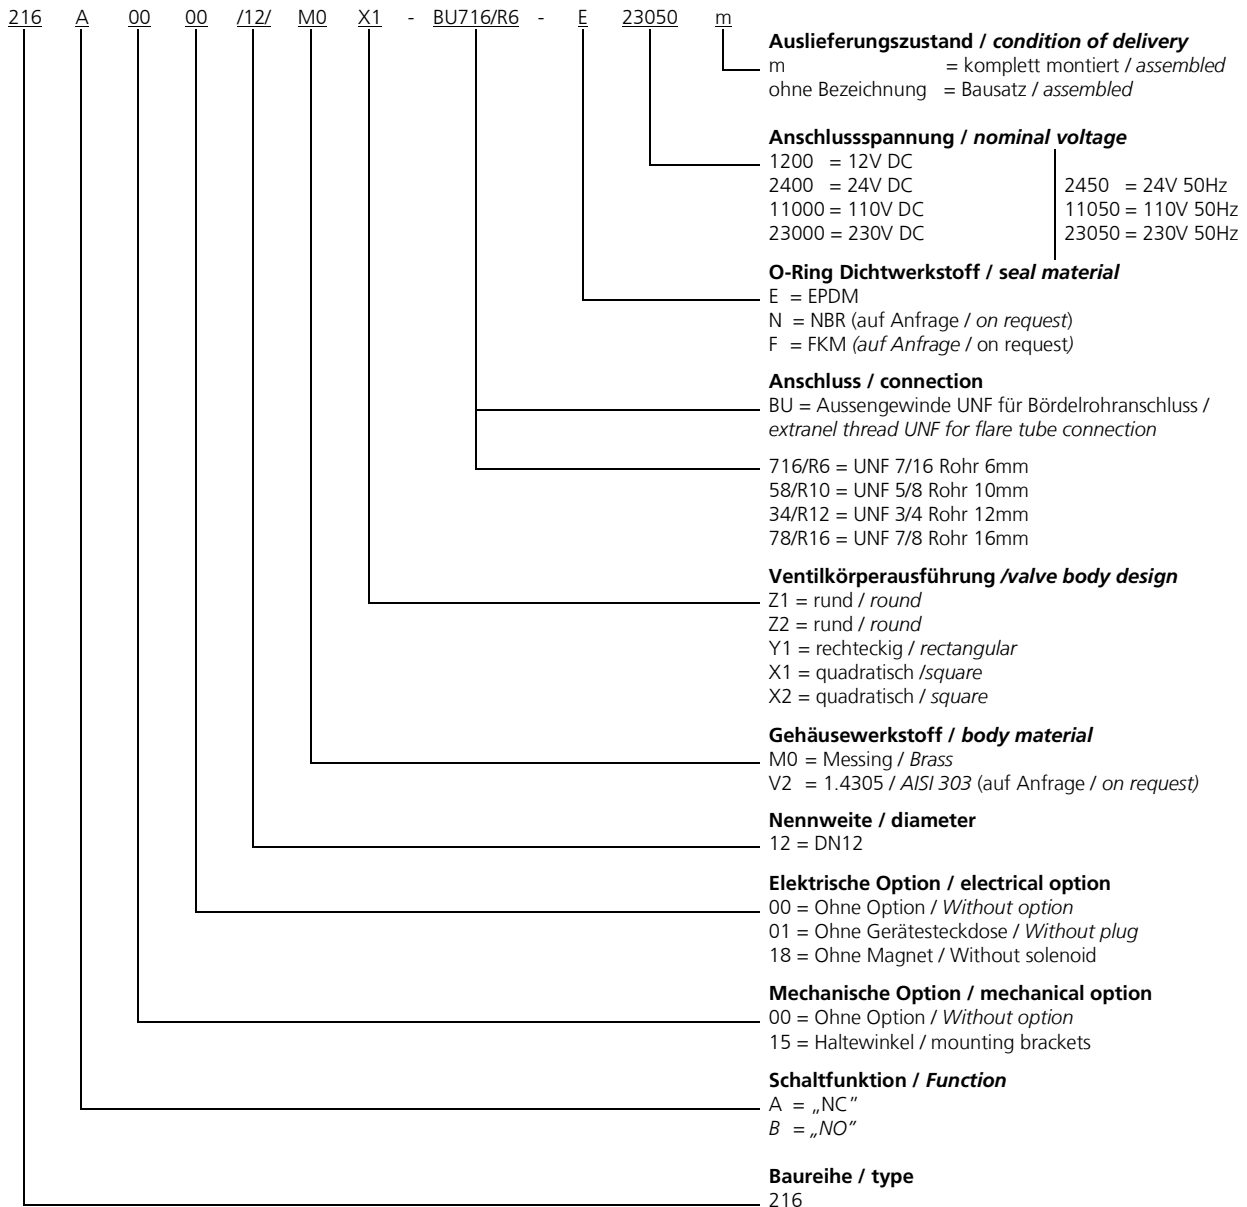 216 A 00 00 /12/ M0 X1 - BU716/R6 - E 23050 m
Auslieferungszustand / condition of delivery
m = komplett montiert / assembled
ohne Bezeichnung = Bausatz / assembled
Anschlussspannung / nominal voltage
1200 = 12V DC
2400 = 24V DC 2450 = 24V 50Hz
11000 = 110V DC 11050 = 110V 50Hz
23000 = 230V DC 23050 = 230V 50Hz
O-Ring Dichtwerkstoff / seal material
E = EPDM
N = NBR (auf Anfrage / on request)
F = FKM (auf Anfrage / on request)
Anschluss / connection
BU = Aussengewinde UNF für Bördelrohranschluss /
extranel thread UNF for flare tube connection
716/R6 = UNF 7/16 Rohr 6mm
58/R10 = UNF 5/8 Rohr 10mm
34/R12 = UNF 3/4 Rohr 12mm
78/R16 = UNF 7/8 Rohr 16mm
Ventilkörperausführung /valve body design
Z1 = rund / round
Z2 = rund / round
Y1 = rechteckig / rectangular
X1 = quadratisch /square
X2 = quadratisch / square
Gehäusewerkstoff / body material
M0 = Messing / Brass
V2 = 1.4305 / AISI 303 (auf Anfrage / on request)
Nennweite / diameter
12 = DN12
Elektrische Option / electrical option
00 = Ohne Option / Without option
01 = Ohne Gerätesteckdose / Without plug
18 = Ohne Magnet / Without solenoid
Mechanische Option / mechanical option
00 = Ohne Option / Without option
15 = Haltewinkel / mounting brackets
Schaltfunktion / Function
A = „NC“
B = „NO“
Baureihe / type
216